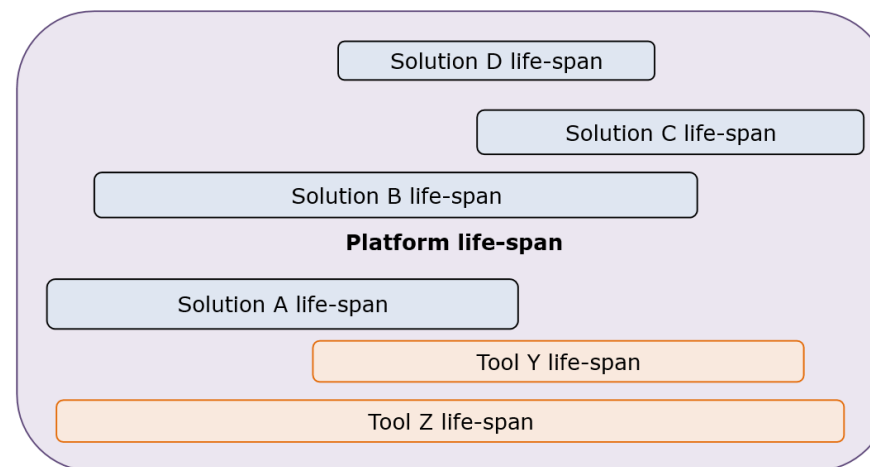 Solution D life-span
Solution C life-span
Solution B life-span
Platform life-span
Solution A life-span
Tool Y life-span
Tool Z life-span